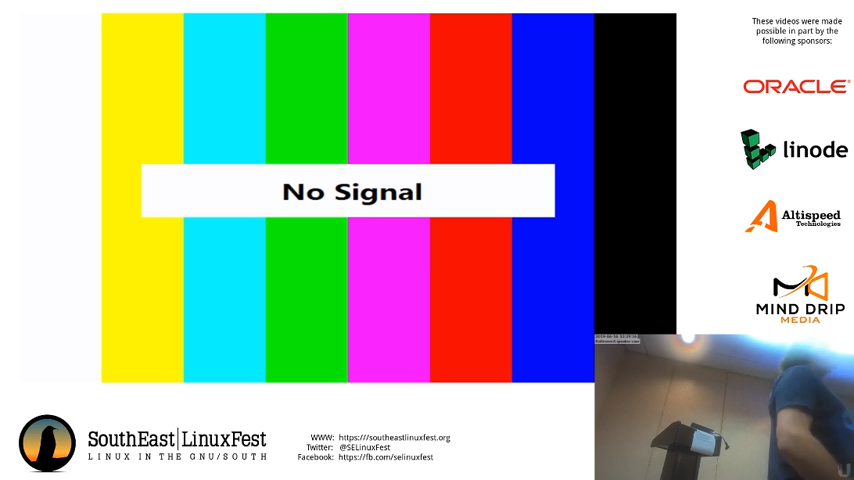 These videos were made
possible in part by the
following sponsors:
ORACLE
linode
Altispeed
Technologies
MIND DRIP
MEDIA
No Signal
SouthEast|LinuxFest
LINUX IN THE GNU/SOUTH
WWW: https://southeastlinuxfest.org
Twitter: @SELinuxFest
Facebook: https://fb.com/selinuxfest